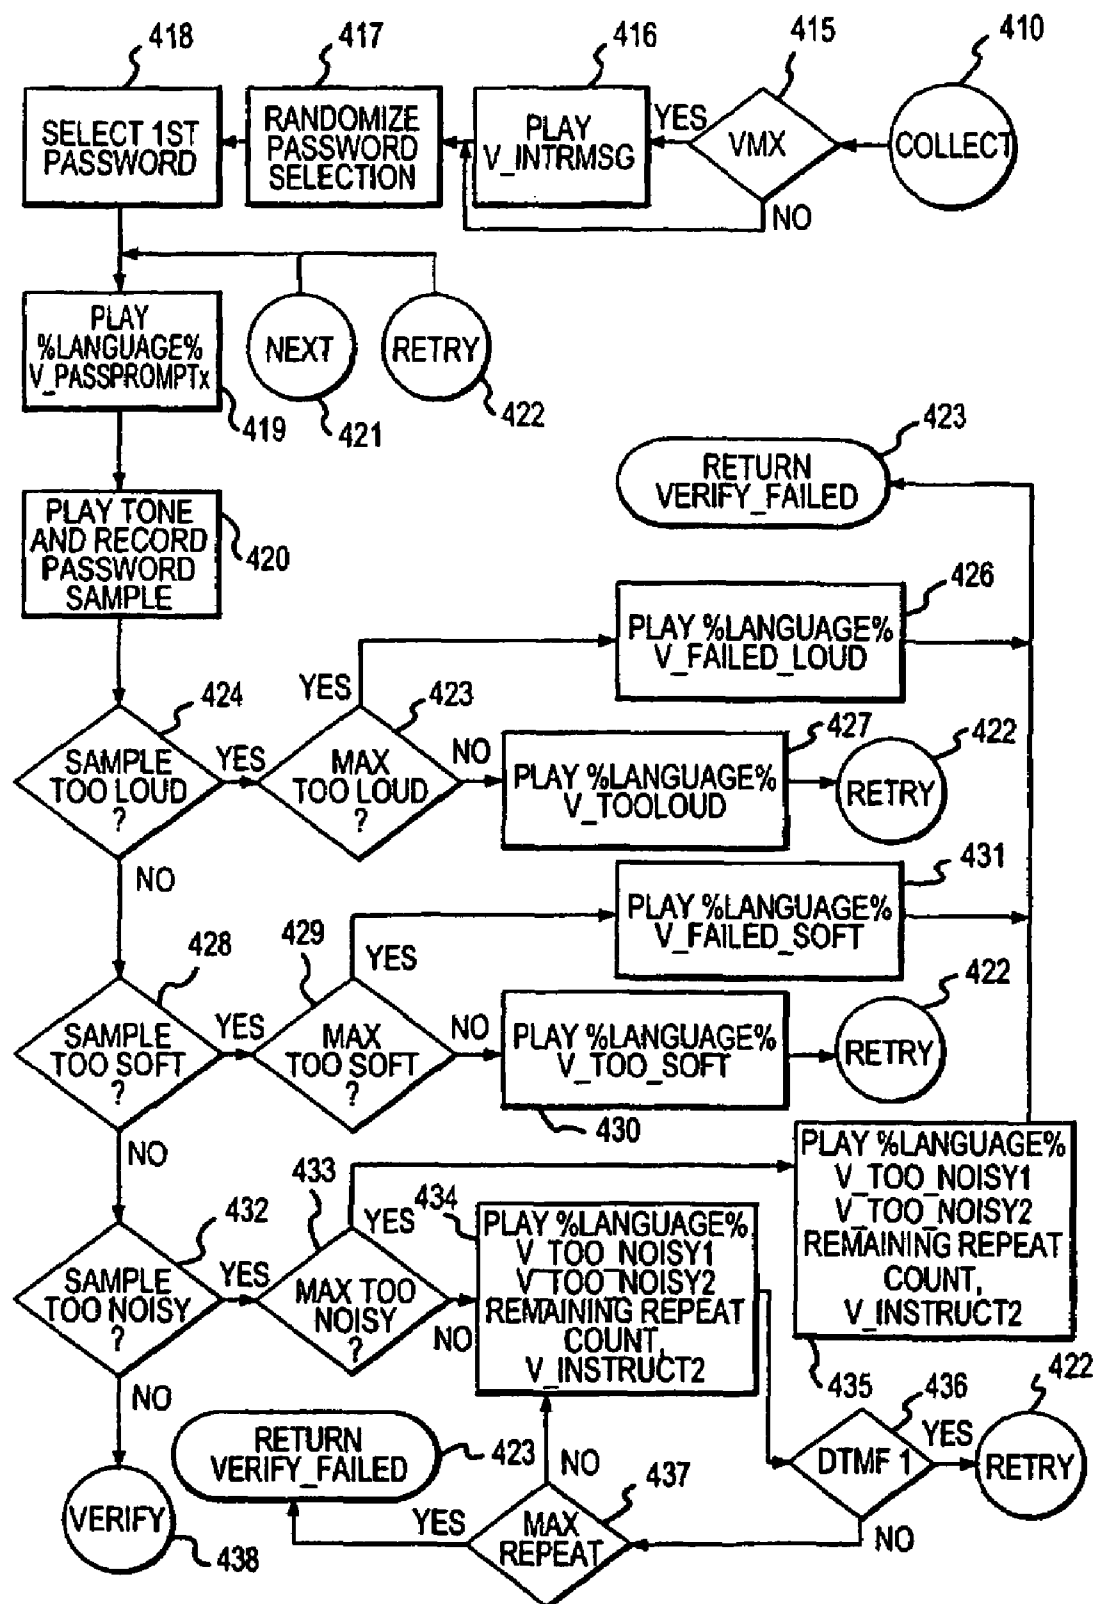 418
417
416
415
410
SELECT 1ST
PASSWORD
RANDOMIZE
PASSWORD
SELECTION
PLAY
V_INTRMSG
YES
VMX
COLLECT
NO
PLAY
%LANGUAGE%
V_PASSPROMPTx
NEXT
RETRY
419
421
422
423
RETURN
VERIFY_FAILED
PLAY TONE
AND RECORD
PASSWORD
SAMPLE
420
426
PLAY %LANGUAGE%
V_FAILED_LOUD
424
YES
423
427
422
SAMPLE
TOO LOUD
?
YES
MAX
TOO LOUD
?
NO
PLAY %LANGUAGE%
V_TOOLOUD
RETRY
NO
431
PLAY %LANGUAGE%
V_FAILED_SOFT
428
429
YES
422
SAMPLE
TOO SOFT
?
YES
MAX
TOO SOFT
?
NO
PLAY %LANGUAGE%
V_TOO_SOFT
RETRY
430
NO
PLAY %LANGUAGE%
V_TOO_NOISY1
V_TOO_NOISY2
REMAINING REPEAT
COUNT,
V_INSTRUCT2
435
432
433
YES
434
SAMPLE
TOO NOISY
?
YES
MAX TOO
NOISY
?
NO
PLAY %LANGUAGE%
V_TOO_NOISY1
V_TOO_NOISY2
REMAINING REPEAT
COUNT,
V_INSTRUCT2
436
422
NO
RETURN
VERIFY_FAILED
423
NO
437
DTMF 1
YES
RETRY
VERIFY
438
YES
MAX
REPEAT
NO